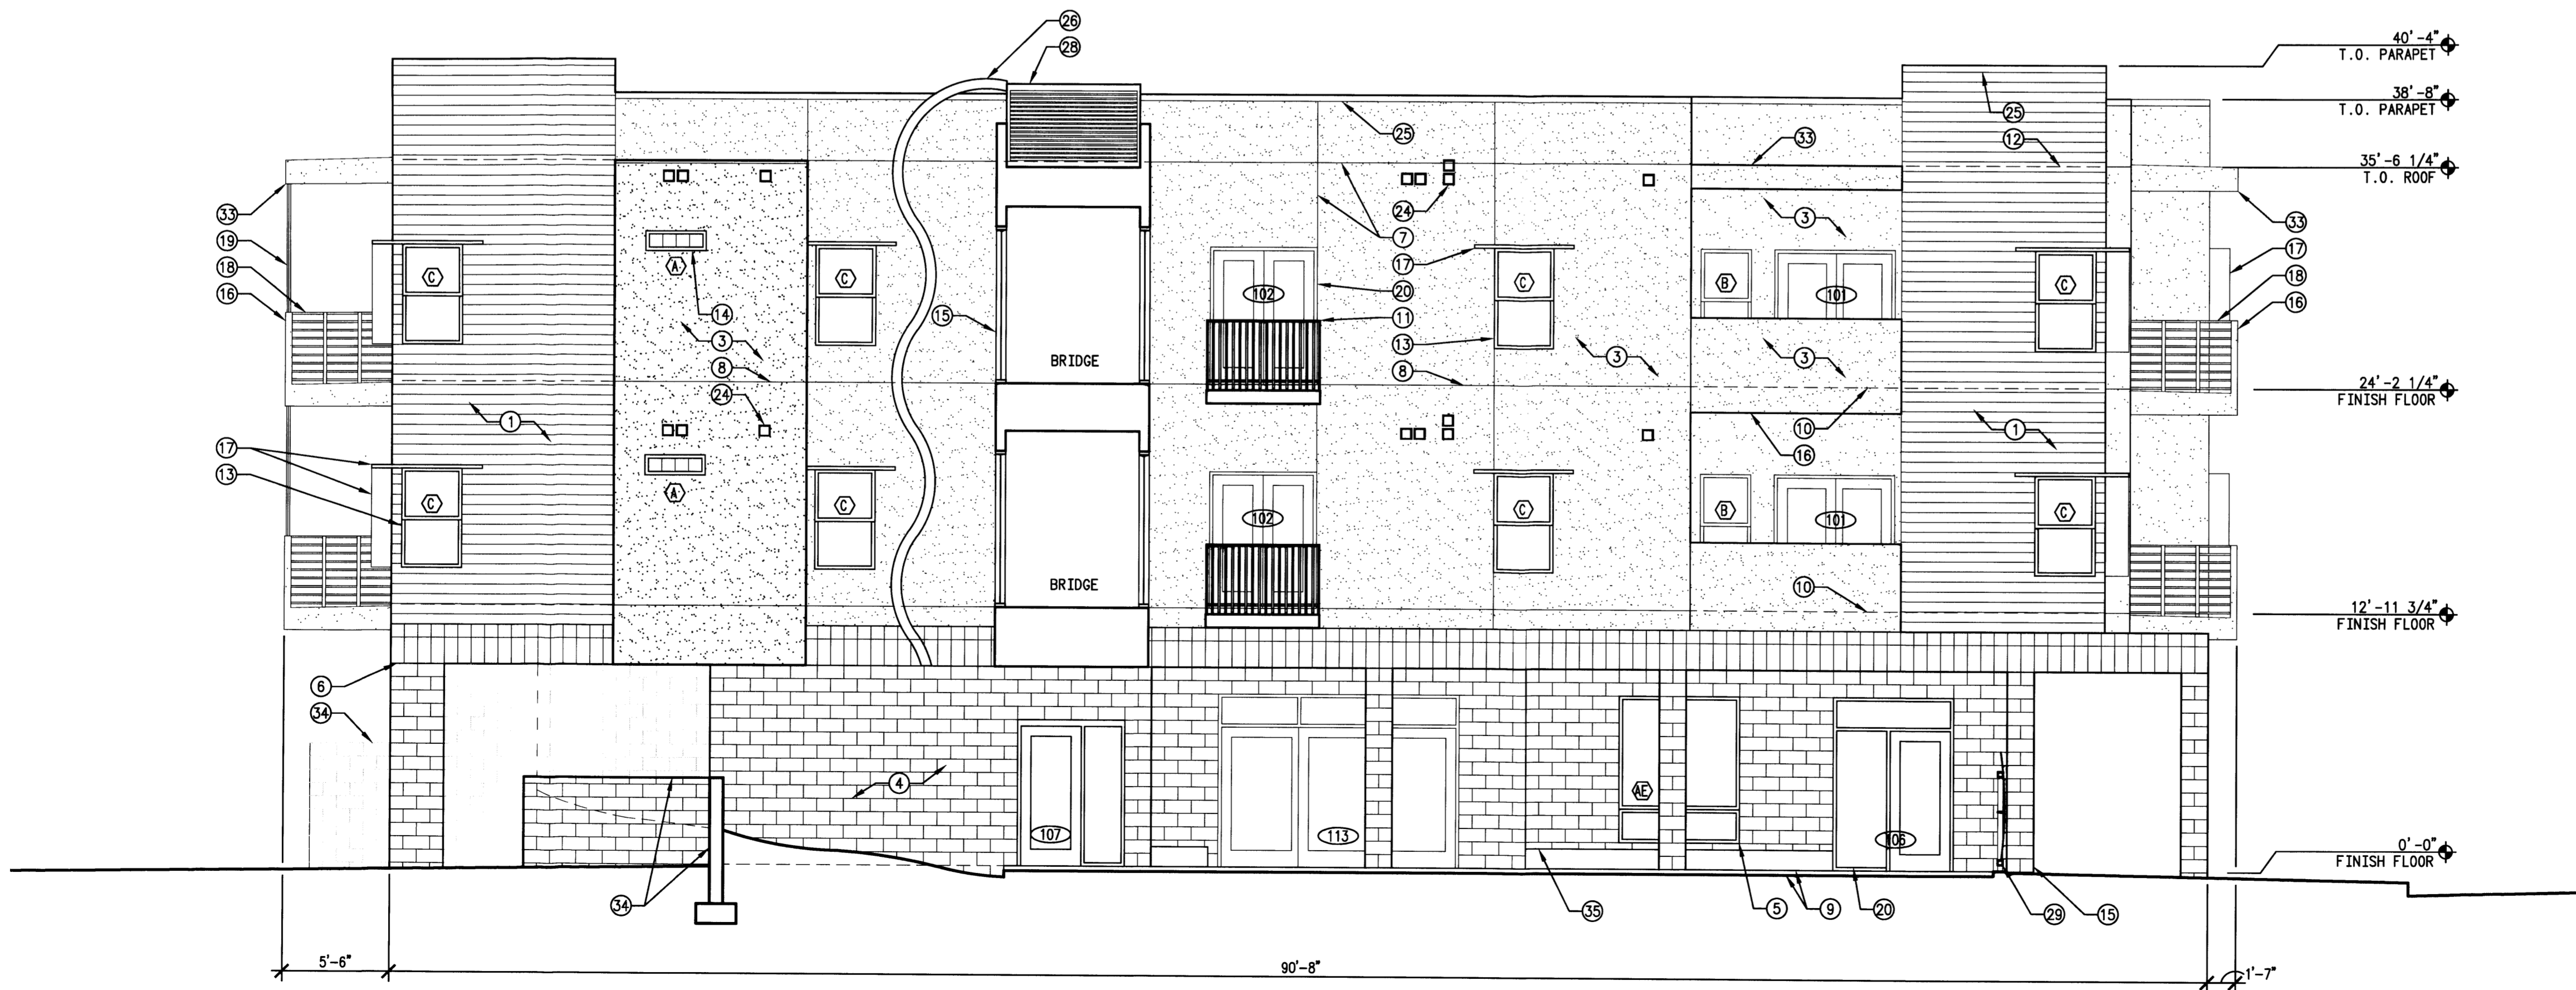 26
28
40'-4"
T.O. PARAPET
38'-8"
T.O. PARAPET
25
25
12
33
35'-6 1/4"
T.O. ROOF
33
24
3
33
19
7
17
18
17
18
16
16
C
A
C
102
C
B
101
C
20
14
15
11
3
13
3
3
BRIDGE
8
8
24
24'-2 1/4"
FINISH FLOOR
1
10
1
17
16
13
C
A
C
102
C
B
101
C
BRIDGE
10
12'-11 3/4"
FINISH FLOOR
6
34
4
AE
107
113
106
0'-0"
FINISH FLOOR
34
35
5
9
20
29
15
5'-6"
90'-8"
1'-7"